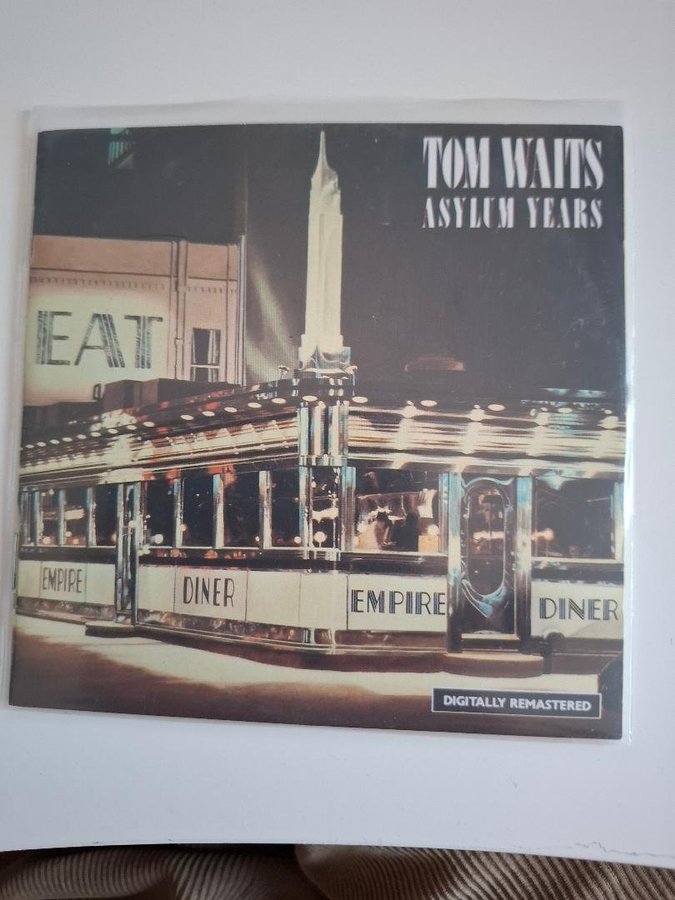 TOM WAITS
ASYLUM YEARS
EAT
EMPIRE DINER EMPIRE DINER
DIGITALLY REMASTERED